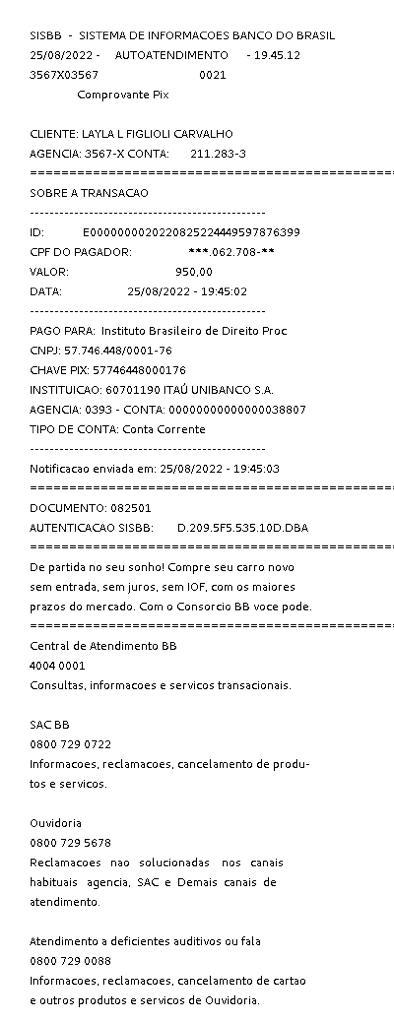 SISBB - SISTEMA DE INFORMACOES BANCO DO BRASIL
25/08/2022 - AUTOATENDIMENTO - 19.45.12
3567X03567 0021
Comprovante Pix
CLIENTE: LAYLA L FIGLIOLI CARVALHO
AGENCIA: 3567-X CONTA: 211.283-3
================================================
SOBRE A TRANSACAO
----------------------------------------------
ID: E00000000202208252244495978​76399
CPF DO PAGADOR: ***.062.708-**
VALOR: 950,00
DATA: 25/08/2022 - 19:45:02
----------------------------------------------
PAGO PARA: Instituto Brasileiro de Direito Proc
CNPJ: 57.746.448/0001-76
CHAVE PIX: 57746448000176
INSTITUICAO: 60701190 ITAÚ UNIBANCO S.A.
AGENCIA: 0393 - CONTA: 00000000000000038807
TIPO DE CONTA: Conta Corrente
----------------------------------------------
Notificacao enviada em: 25/08/2022 - 19:45:03
================================================
DOCUMENTO: 082501
AUTENTICACAO SISBB: D.209.5F5.535.10D.DBA
================================================
De partida no seu sonho! Compre seu carro novo
sem entrada, sem juros, sem IOF, com os maiores
prazos do mercado. Com o Consorcio BB voce pode.
================================================
Central de Atendimento BB
4004 0001
Consultas, informacoes e servicos transacionais.
SAC BB
0800 729 0722
Informacoes, reclamacoes, cancelamento de produ-
tos e servicos.
Ouvidoria
0800 729 5678
Reclamacoes nao solucionadas nos canais
habituais agencia, SAC e Demais canais de
atendimento.
Atendimento a deficientes auditivos ou fala
0800 729 0088
Informacoes, reclamacoes, cancelamento de cartao
e outros produtos e servicos de Ouvidoria.